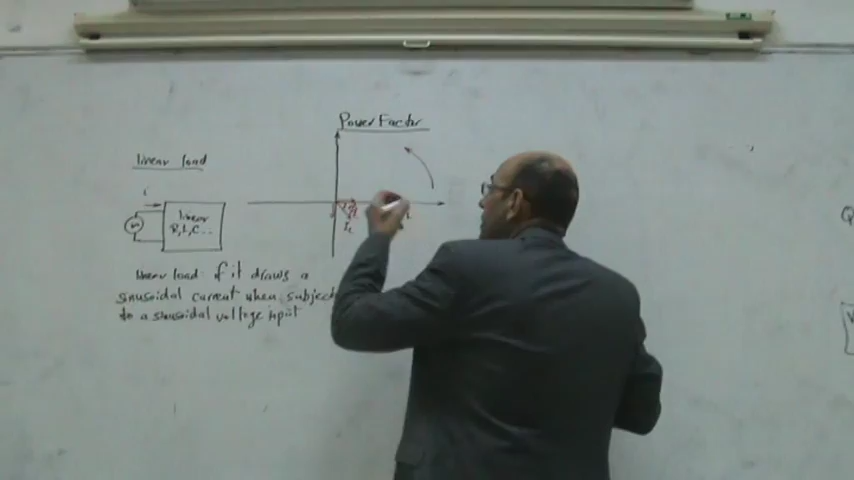 Power Factor
linear load
i
linear
R, L, C...
linear load: if it draws a
sinusoidal current when subject
to a sinusoidal voltage input
Q
V